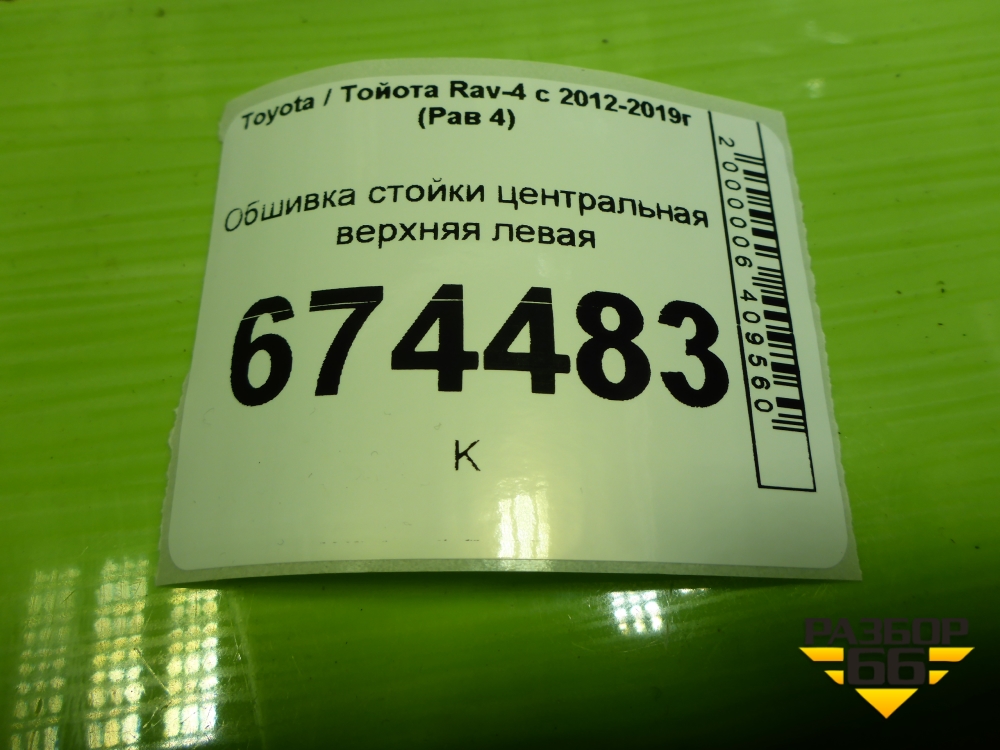 Toyota / Тойота Rav-4 с 2012-2019г
(Рав 4)
Обшивка стойки центральная
верхняя левая
674483
К
2000006409560
РАЗБОР
66